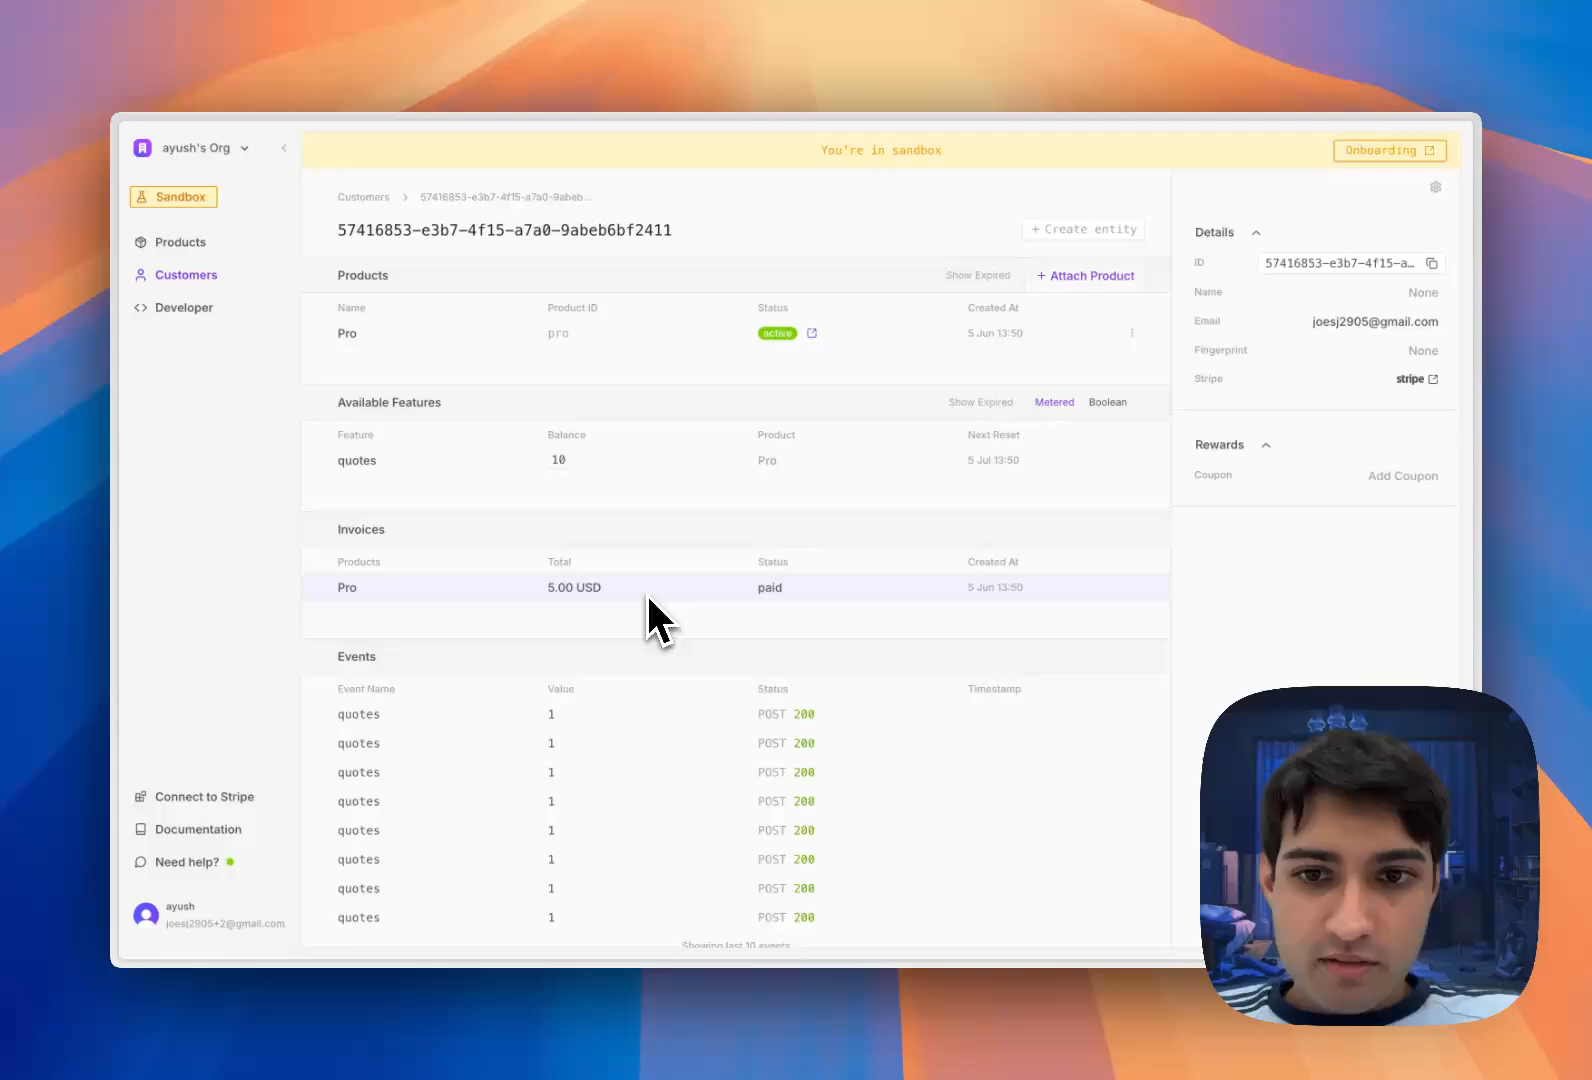 ayush's Org
You're in sandbox
Onboarding
Sandbox
Products
Customers
Developer
Connect to Stripe
Documentation
Need help?
ayush
joesj2905+2@gmail.com
Customers > 57416853-e3b7-4f15-a7a0-9abeb...
57416853-e3b7-4f15-a7a0-9abeb6bf2411
+ Create entity
Products Show Expired + Attach Product
Name Product ID Status Created At
Pro pro active 5 Jun 13:50
Available Features Show Expired Metered Boolean
Feature Balance Product Next Reset
quotes 10 Pro 5 Jul 13:50
Invoices
Products Total Status Created At
Pro 5.00 USD paid 5 Jun 13:50
Events
Event Name Value Status Timestamp
quotes 1 POST 200
quotes 1 POST 200
quotes 1 POST 200
quotes 1 POST 200
quotes 1 POST 200
quotes 1 POST 200
quotes 1 POST 200
quotes 1 POST 200
Showing last 10 events
Details
ID 57416853-e3b7-4f15-a...
Name None
Email joesj2905@gmail.com
Fingerprint None
Stripe stripe
Rewards
Coupon Add Coupon